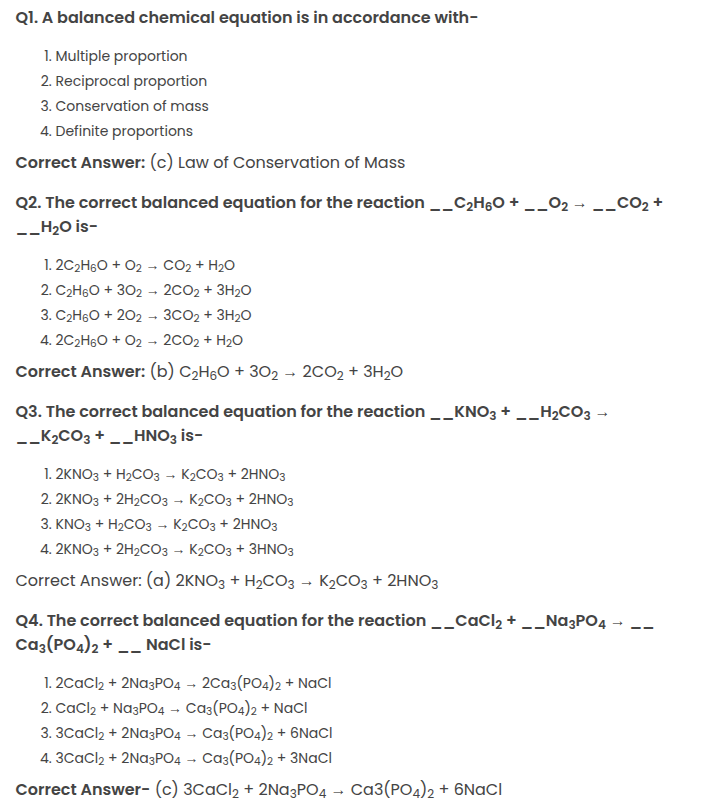 Q1. A balanced chemical equation is in accordance with-
1. Multiple proportion
2. Reciprocal proportion
3. Conservation of mass
4. Definite proportions
Correct Answer: (c) Law of Conservation of Mass
Q2. The correct balanced equation for the reaction __C₂H₆O + __O₂ → __CO₂ +
__H₂O is-
1. 2C₂H₆O + O₂ → CO₂ + H₂O
2. C₂H₆O + 3O₂ → 2CO₂ + 3H₂O
3. C₂H₆O + 2O₂ → 3CO₂ + 3H₂O
4. 2C₂H₆O + O₂ → 2CO₂ + H₂O
Correct Answer: (b) C₂H₆O + 3O₂ → 2CO₂ + 3H₂O
Q3. The correct balanced equation for the reaction __KNO₃ + __H₂CO₃ →
__K₂CO₃ + __HNO₃ is-
1. 2KNO₃ + H₂CO₃ → K₂CO₃ + 2HNO₃
2. 2KNO₃ + 2H₂CO₃ → K₂CO₃ + 2HNO₃
3. KNO₃ + H₂CO₃ → K₂CO₃ + 2HNO₃
4. 2KNO₃ + 2H₂CO₃ → K₂CO₃ + 3HNO₃
Correct Answer: (a) 2KNO₃ + H₂CO₃ → K₂CO₃ + 2HNO₃
Q4. The correct balanced equation for the reaction __CaCl₂ + __Na₃PO₄ → __
Ca₃(PO₄)₂ + __ NaCl is-
1. 2CaCl₂ + 2Na₃PO₄ → 2Ca₃(PO₄)₂ + NaCl
2. CaCl₂ + Na₃PO₄ → Ca₃(PO₄)₂ + NaCl
3. 3CaCl₂ + 2Na₃PO₄ → Ca₃(PO₄)₂ + 6NaCl
4. 3CaCl₂ + 2Na₃PO₄ → Ca₃(PO₄)₂ + 3NaCl
Correct Answer- (c) 3CaCl₂ + 2Na₃PO₄ → Ca3(PO₄)₂ + 6NaCl